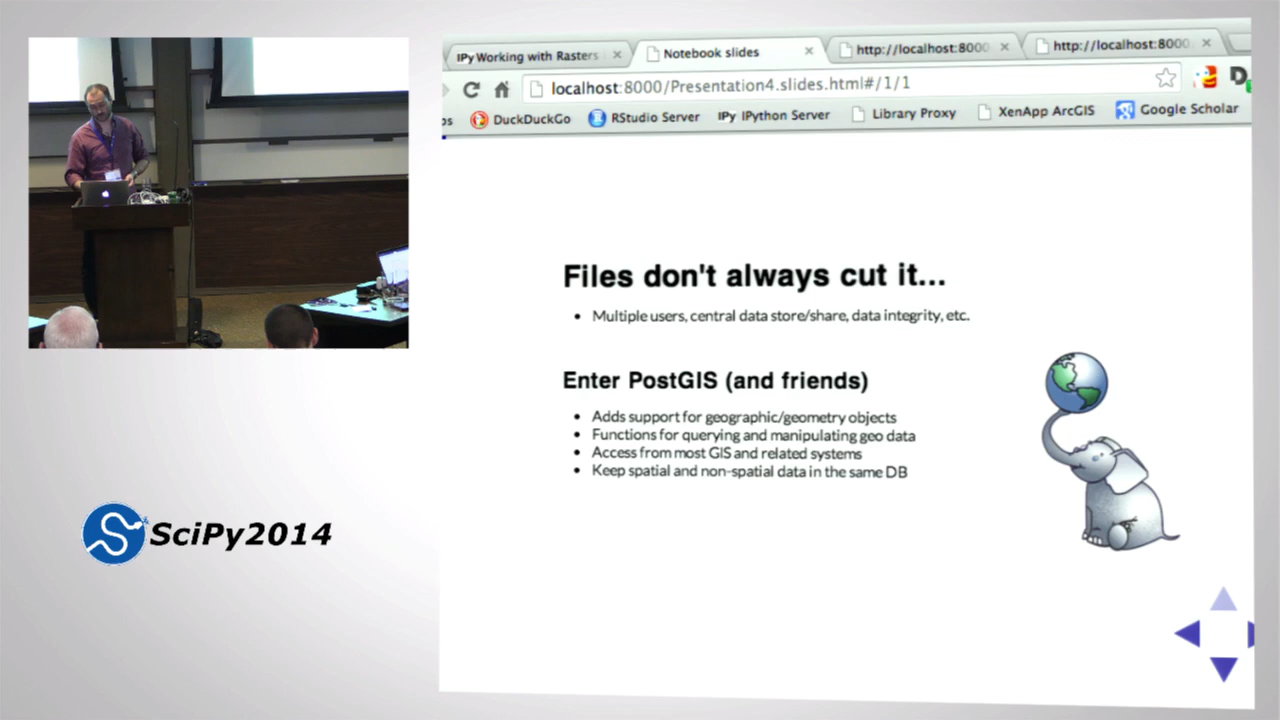 IPy Working with Rasters
Notebook slides
http://localhost:8000
http://localhost:8000
localhost:8000/Presentation4.slides.html#/1/1
DuckDuckGo
RStudio Server
IPy IPython Server
Library Proxy
XenApp ArcGIS
Google Scholar
Files don't always cut it...
• Multiple users, central data store/share, data integrity, etc.
Enter PostGIS (and friends)
• Adds support for geographic/geometry objects
• Functions for querying and manipulating geo data
• Access from most GIS and related systems
• Keep spatial and non-spatial data in the same DB
SciPy2014